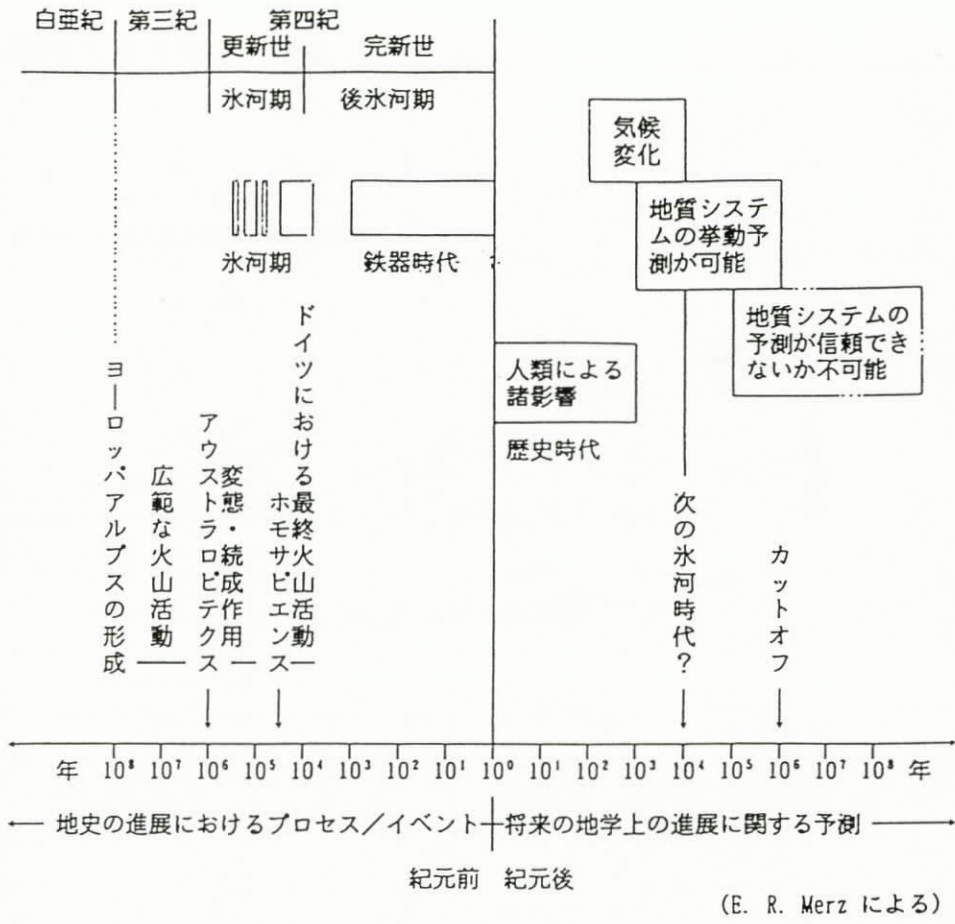 白亜紀 第三紀 第四紀
更新世 完新世
氷河期 後氷河期
気候
変化
地質システ
ムの挙動予
測が可能
氷河期 鉄器時代
地質システムの
予測が信頼でき
ないか不可能
人類による
諸影響
歴史時代
ヨーロッパアルプスの形成
広範な火山活動
アウストラロピテクス
変態・続成作用
ホモサピエンス
ドイツにおける最終火山活動
次の氷河時代?
カットオフ
年 10⁸ 10⁷ 10⁶ 10⁵ 10⁴ 10³ 10² 10¹ 10⁰ 10¹ 10² 10³ 10⁴ 10⁵ 10⁶ 10⁷ 10⁸ 年
地史の進展におけるプロセス/イベント 将来の地学上の進展に関する予測
紀元前 紀元後
(E. R. Merz による)